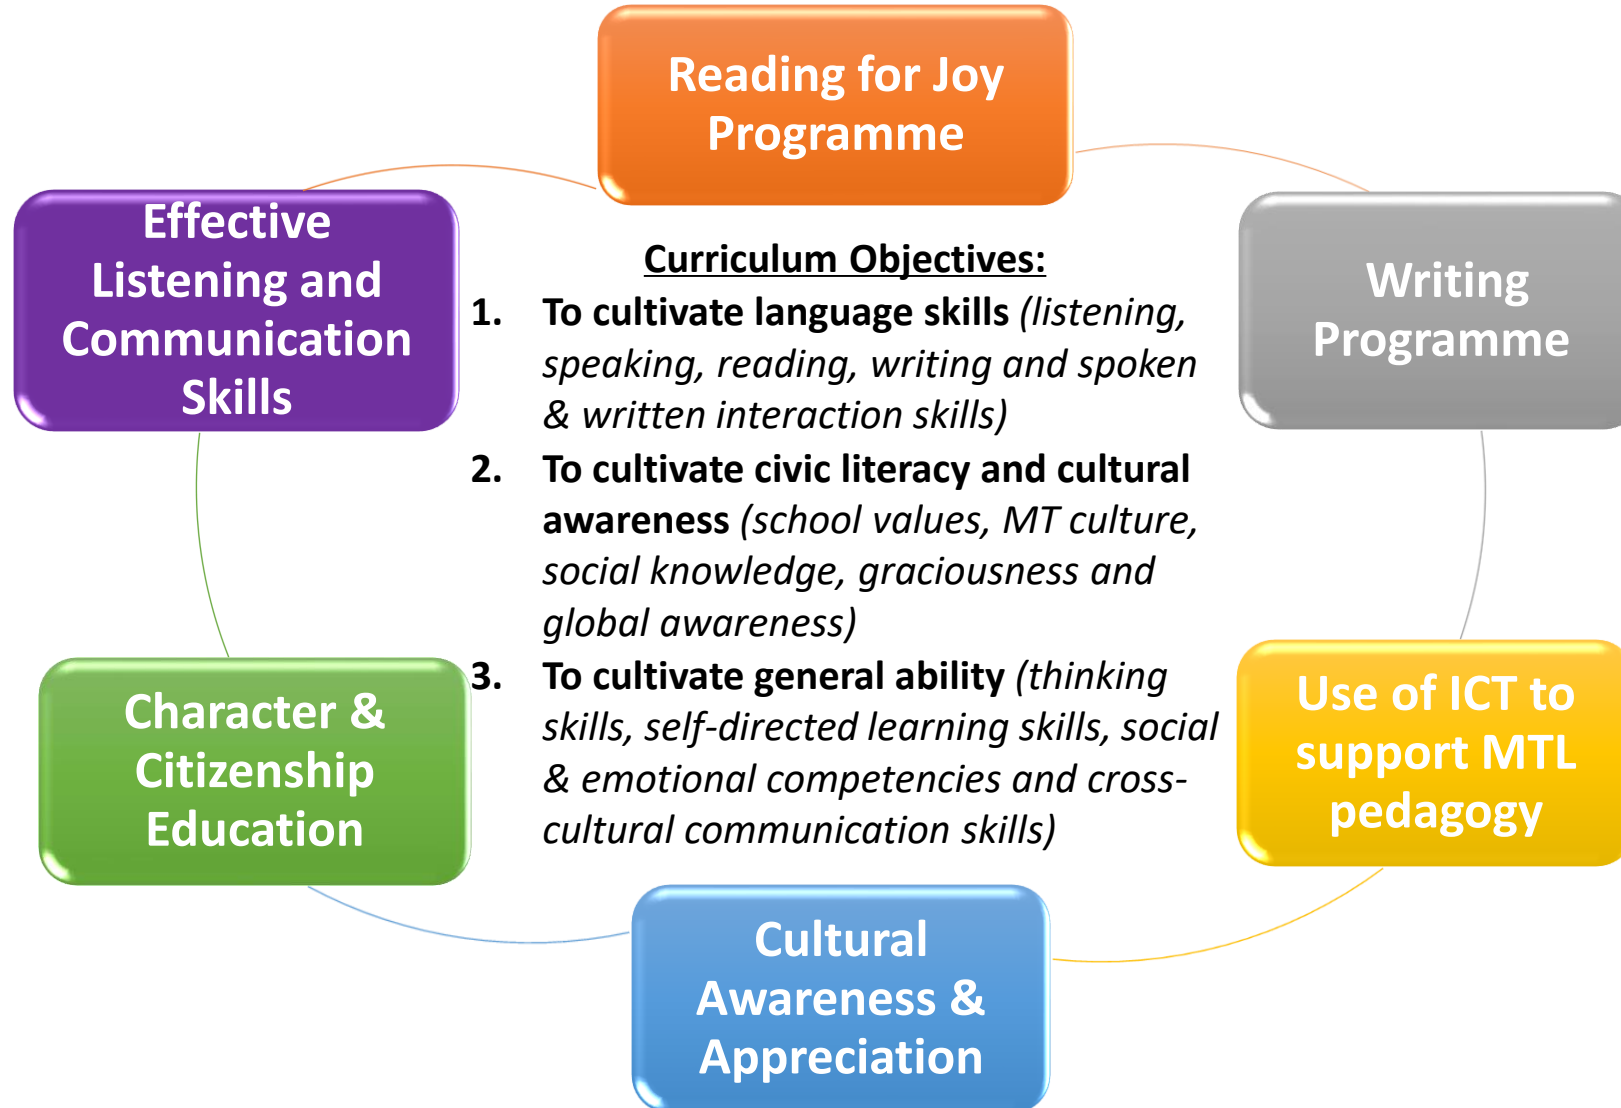 Reading for Joy
Programme
Effective
Listening and
Communication
Skills
Writing
Programme
Curriculum Objectives:
1. To cultivate language skills (listening,
speaking, reading, writing and spoken
& written interaction skills)
2. To cultivate civic literacy and cultural
awareness (school values, MT culture,
social knowledge, graciousness and
global awareness)
3. To cultivate general ability (thinking
skills, self-directed learning skills, social
& emotional competencies and cross-
cultural communication skills)
Character &
Citizenship
Education
Use of ICT to
support MTL
pedagogy
Cultural
Awareness &
Appreciation